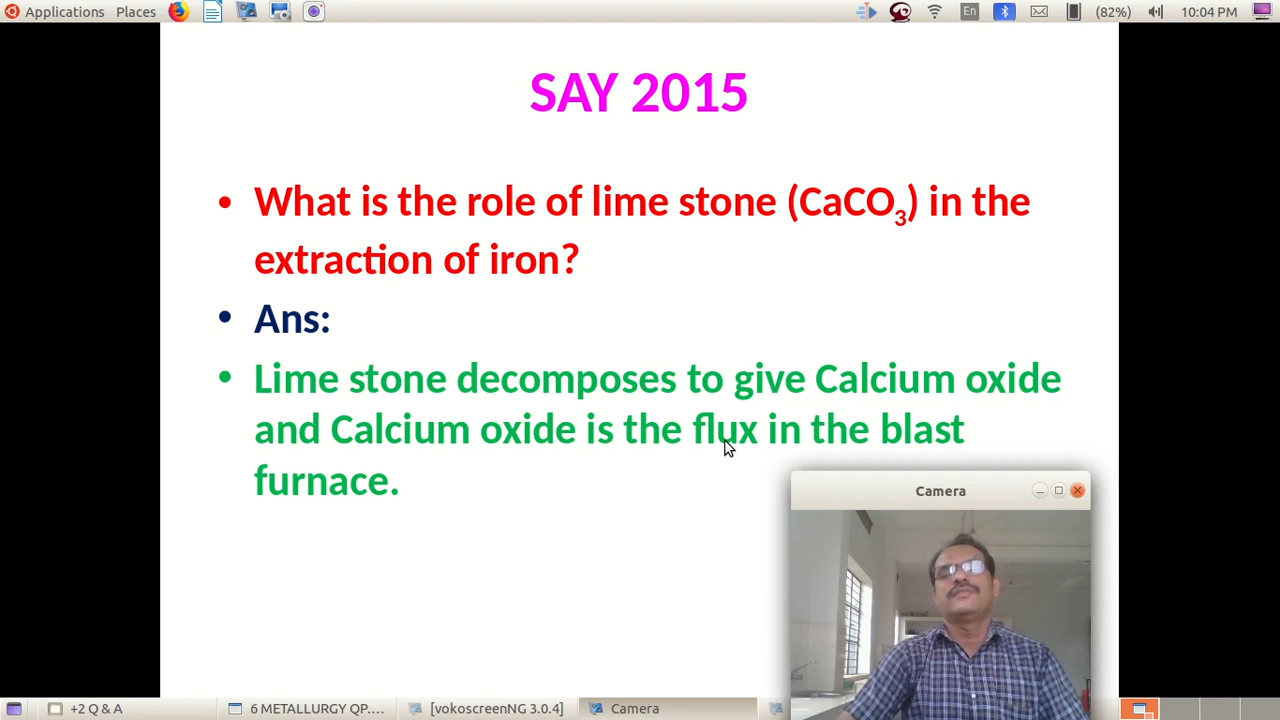 Applications Places En (82%) 10:04 PM
SAY 2015
• What is the role of lime stone (CaCO₃) in the
extraction of iron?
• Ans:
• Lime stone decomposes to give Calcium oxide
and Calcium oxide is the flux in the blast
furnace.
Camera
+2 Q & A 6 METALLURGY QP.... [vokoscreenNG 3.0.4] Camera